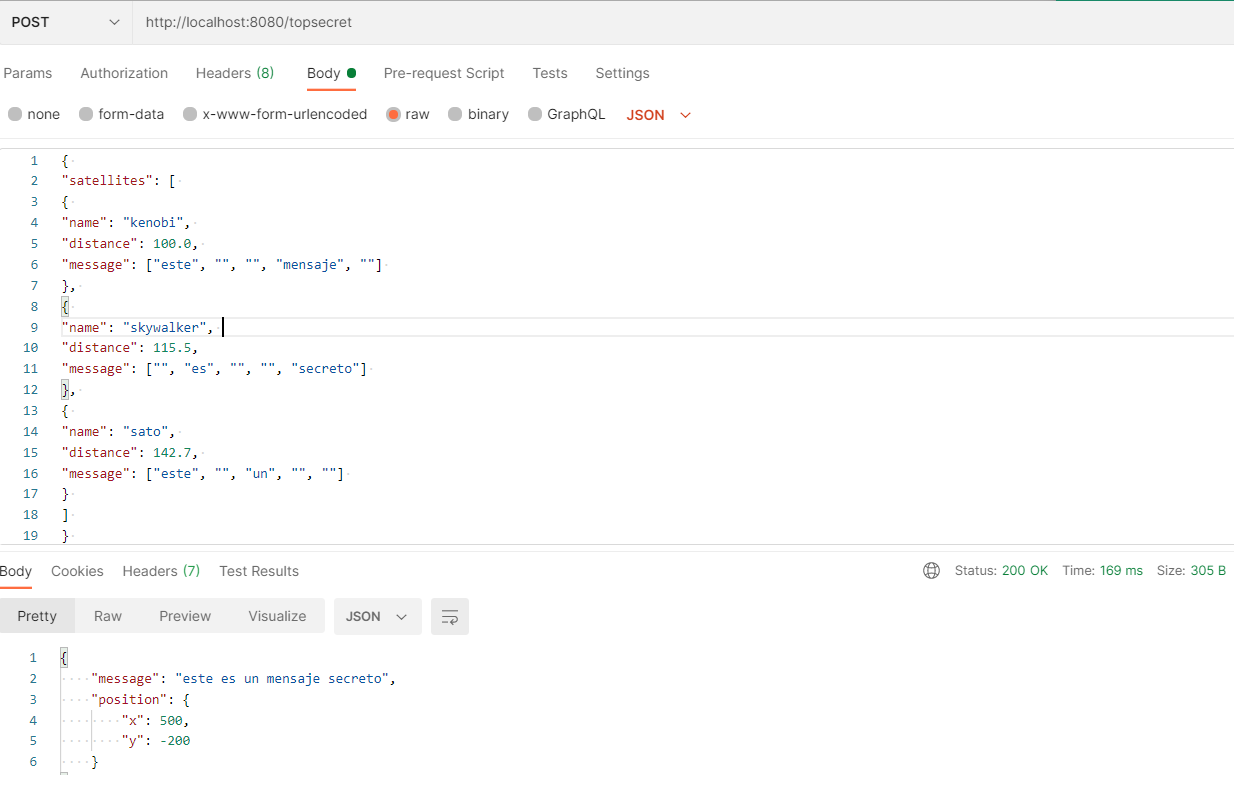 POST http://localhost:8080/topsecret
Params Authorization Headers (8) Body Pre-request Script Tests Settings
none form-data x-www-form-urlencoded raw binary GraphQL JSON
1 {
2 "satellites": [
3 {
4 "name": "kenobi",
5 "distance": 100.0,
6 "message": ["este", "", "", "mensaje", ""]
7 },
8 {
9 "name": "skywalker",
10 "distance": 115.5,
11 "message": ["", "es", "", "", "secreto"]
12 },
13 {
14 "name": "sato",
15 "distance": 142.7,
16 "message": ["este", "", "un", "", ""]
17 }
18 ]
19 }
Body Cookies Headers (7) Test Results Status: 200 OK Time: 169 ms Size: 305 B
Pretty Raw Preview Visualize JSON
1 {
2 "message": "este es un mensaje secreto",
3 "position": {
4 "x": 500,
5 "y": -200
6 }